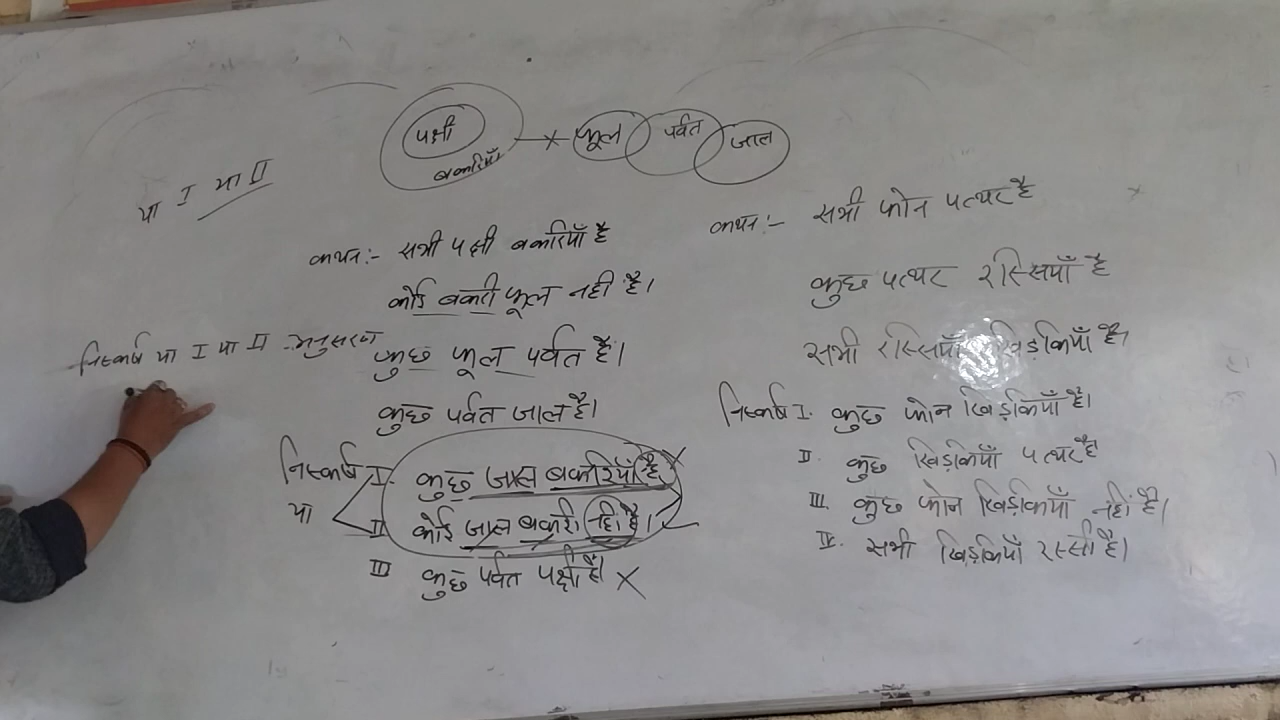 पक्षी
बकरियाँ
फूल
पर्वत
जाल
या I या II
कथन:- सभी पक्षी बकरियाँ है
कोई बकरी फूल नही है।
कुछ फूल पर्वत है।
कुछ पर्वत जाल है।
निष्कर्ष I. कुछ जाल बकरियाँ है
या II कोई जाल बकरी नही है।
III कुछ पर्वत पक्षी है।
निष्कर्ष या I या II अनुसरण
कथन:- सभी फोन पत्थर है
कुछ पत्थर रस्सियाँ है
सभी रस्सियाँ खिड़कियाँ है।
निष्कर्ष I. कुछ फोन खिड़कियाँ है।
II. कुछ खिड़कियाँ पत्थर है
III. कुछ फोन खिड़कियाँ नहीं है।
IV. सभी खिड़कियाँ रस्सी है।